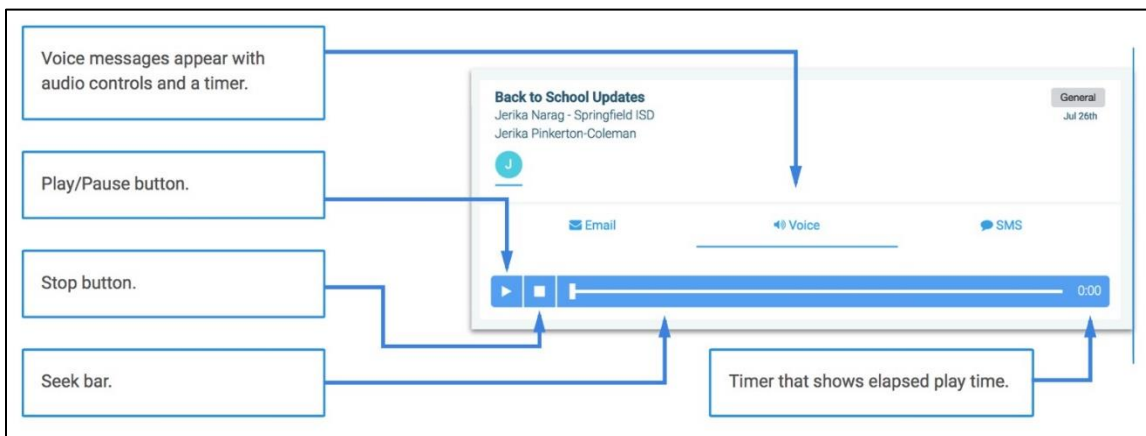 Voice messages appear with
audio controls and a timer.
Back to School Updates
General
Jerika Narag - Springfield ISD
Jul 26th
Jerika Pinkerton-Coleman
J
Play/Pause button.
Email
Voice
SMS
Stop button.
0:00
Seek bar.
Timer that shows elapsed play time.